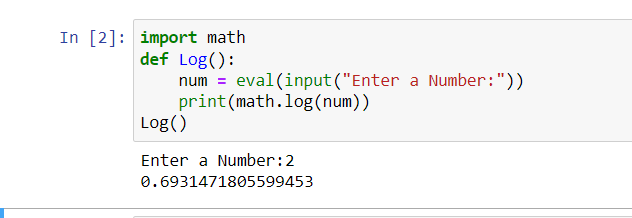 In [2]: import math
def Log():
    num = eval(input("Enter a Number:"))
    print(math.log(num))
Log()
Enter a Number:2
0.6931471805599453